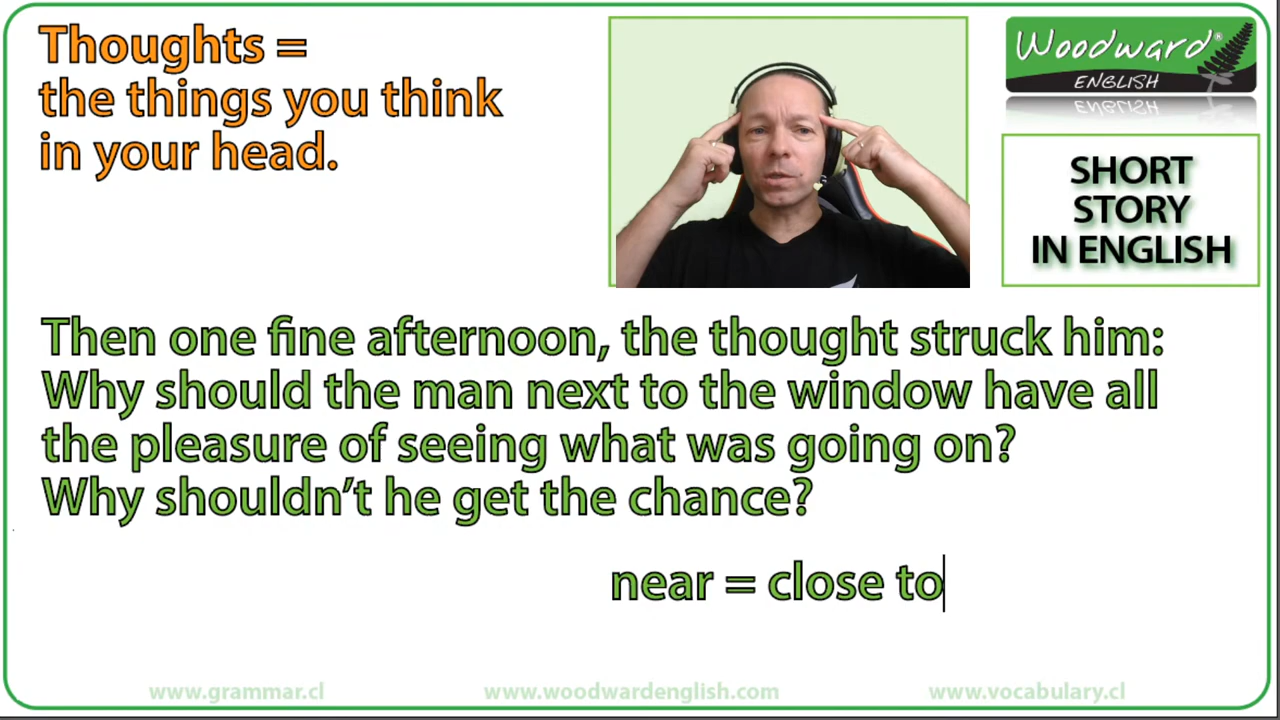 Thoughts =
the things you think
in your head.
Woodward®
ENGLISH
SHORT
STORY
IN ENGLISH
Then one fine afternoon, the thought struck him:
Why should the man next to the window have all
the pleasure of seeing what was going on?
Why shouldn’t he get the chance?
near = close to
www.grammar.cl
www.woodwardenglish.com
www.vocabulary.cl